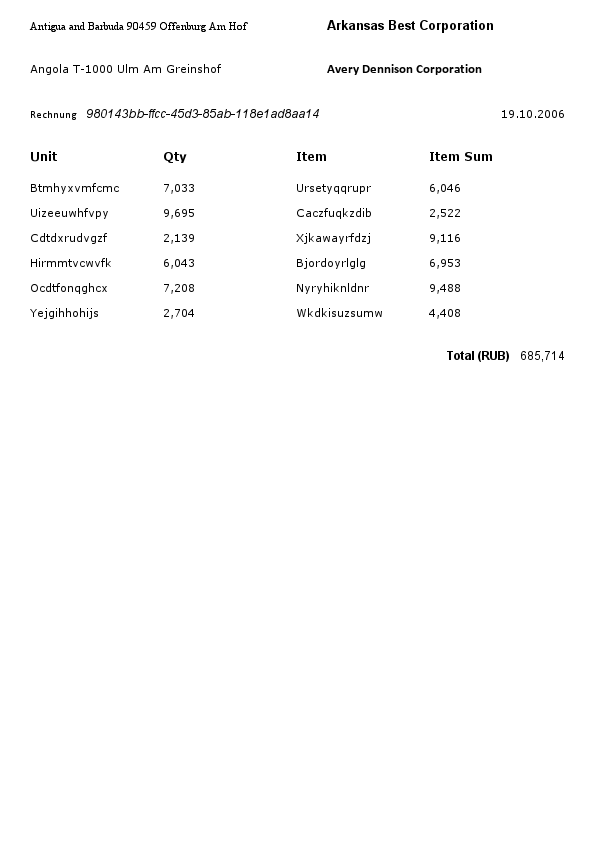 Antigua and Barbuda 90459 Offenburg Am Hof Arkansas Best Corporation
Angola T-1000 Ulm Am Greinshof Avery Dennison Corporation
Rechnung 980143bb-ffcc-45d3-85ab-118e1ad8aa14 19.10.2006
Unit Qty Item Item Sum
Btmhyxvmfcmc 7,033 Ursetyqqrupr 6,046
Uizeeuwhfvpy 9,695 Caczfuqkzdib 2,522
Cdtdxrudvgzf 2,139 Xjkawayrfdzj 9,116
Hirmmtvcwvfk 6,043 Bjordoyrlglg 6,953
Ocdtfonqghcx 7,208 Nyryhiknldnr 9,488
Yejgihhohijs 2,704 Wkdkisuzsumw 4,408
Total (RUB) 685,714